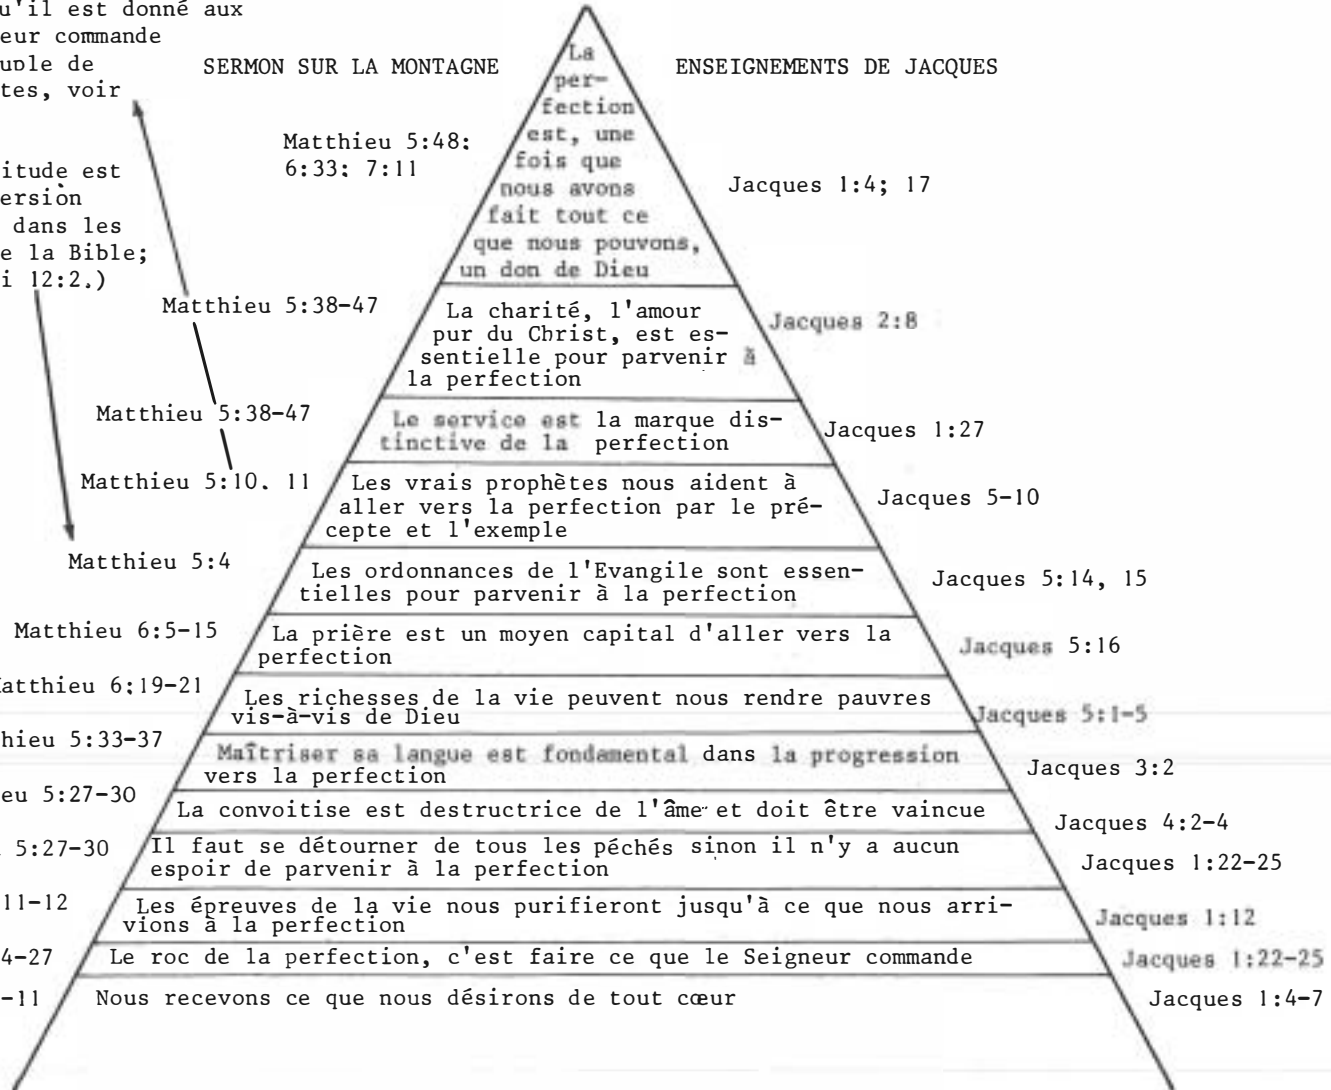 u'il est donné aux
eur commande
uple de
tes, voir
itude est
ersion
dans les
e la Bible;
i 12:2.)
SERMON SUR LA MONTAGNE
ENSEIGNEMENTS DE JACQUES
La
per-
fection
est, une
fois que
nous avons
fait tout ce
que nous pouvons,
un don de Dieu
Matthieu 5:48:
6:33: 7:11
Jacques 1:4; 17
Matthieu 5:38-47
La charité, l'amour
pur du Christ, est es-
sentielle pour parvenir à
la perfection
Jacques 2:8
Matthieu 5:38-47
Le service est la marque dis-
tinctive de la perfection
Jacques 1:27
Matthieu 5:10. 11
Les vrais prophètes nous aident à
aller vers la perfection par le pré-
cepte et l'exemple
Jacques 5-10
Matthieu 5:4
Les ordonnances de l'Evangile sont essen-
tielles pour parvenir à la perfection
Jacques 5:14, 15
Matthieu 6:5-15
La prière est un moyen capital d'aller vers la
perfection
Jacques 5:16
Matthieu 6:19-21
Les richesses de la vie peuvent nous rendre pauvres
vis-à-vis de Dieu
Jacques 5:1-5
hieu 5:33-37
Maîtriser sa langue est fondamental dans la progression
vers la perfection
Jacques 3:2
eu 5:27-30
La convoitise est destructrice de l'âme et doit être vaincue
Jacques 4:2-4
5:27-30
Il faut se détourner de tous les péchés sinon il n'y a aucun
espoir de parvenir à la perfection
Jacques 1:22-25
11-12
Les épreuves de la vie nous purifieront jusqu'à ce que nous arri-
vions à la perfection
Jacques 1:12
4-27
Le roc de la perfection, c'est faire ce que le Seigneur commande
Jacques 1:22-25
-11
Nous recevons ce que nous désirons de tout cœur
Jacques 1:4-7